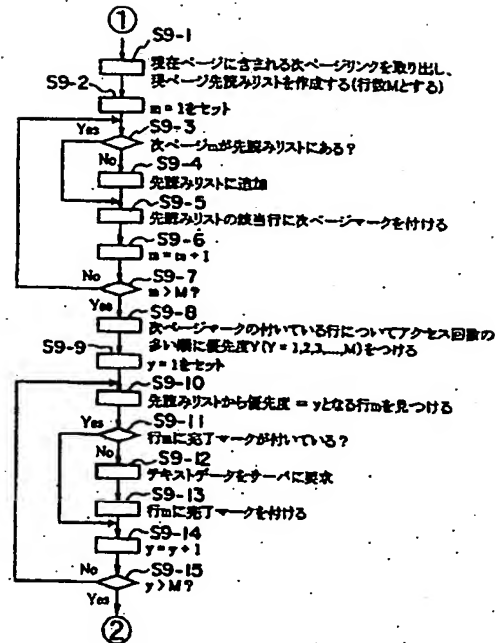 ①
S9-1
現在ページに含まれる次ページリンクを取り出し、
現ページ先読みリストを作成する(行数Mとする)
S9-2
m=1をセット
Yes
S9-3
次ページmが先読みリストにある?
No
S9-4
先読みリストに追加
S9-5
先読みリストの該当行に次ページマークを付ける
S9-6
m=m+1
No
S9-7
m>M?
Yes
S9-8
次ページマークの付いている行についてアクセス回数の
多い順に優先度Y(Y=1,2,3,...,M)をつける
S9-9
y=1をセット
S9-10
先読みリストから優先度=yとなる行mを見つける
Yes
S9-11
行mに完了マークが付いている?
No
S9-12
テキストデータをサーバに要求
S9-13
行mに完了マークを付ける
S9-14
y=y+1
No
S9-15
y>M?
Yes
②